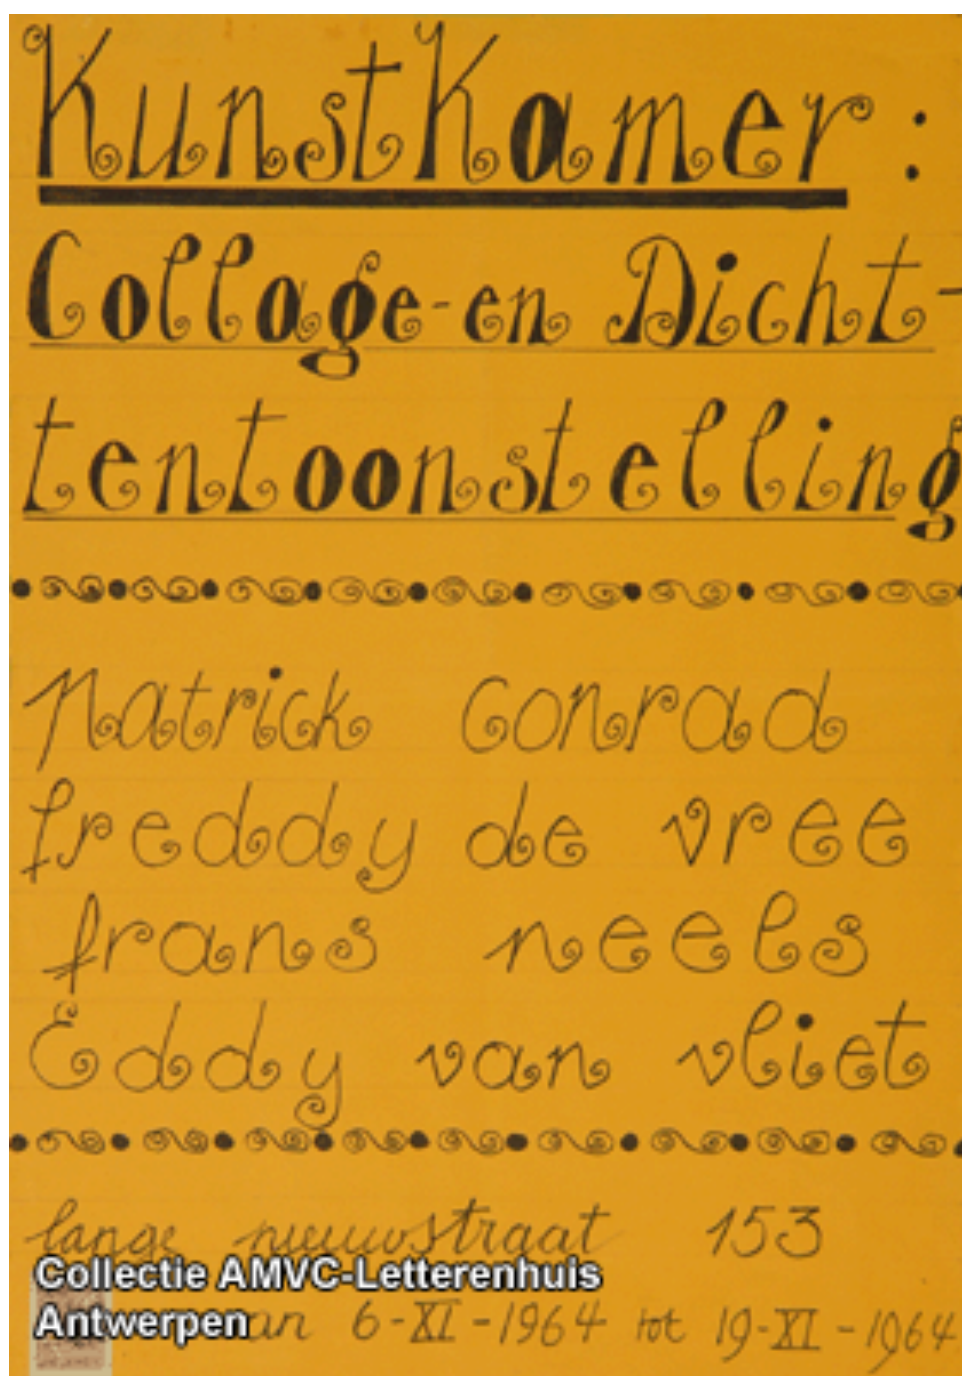 KunstKamer :
Collage-en Dicht-
tentoonstelling
Patrick Conrad
freddy de vree
frans neels
Eddy van vliet
lange nieuwstraat 153
Collectie AMVC-Letterenhuis
Antwerpen
an 6-XI-1964 tot 19-XI-1964